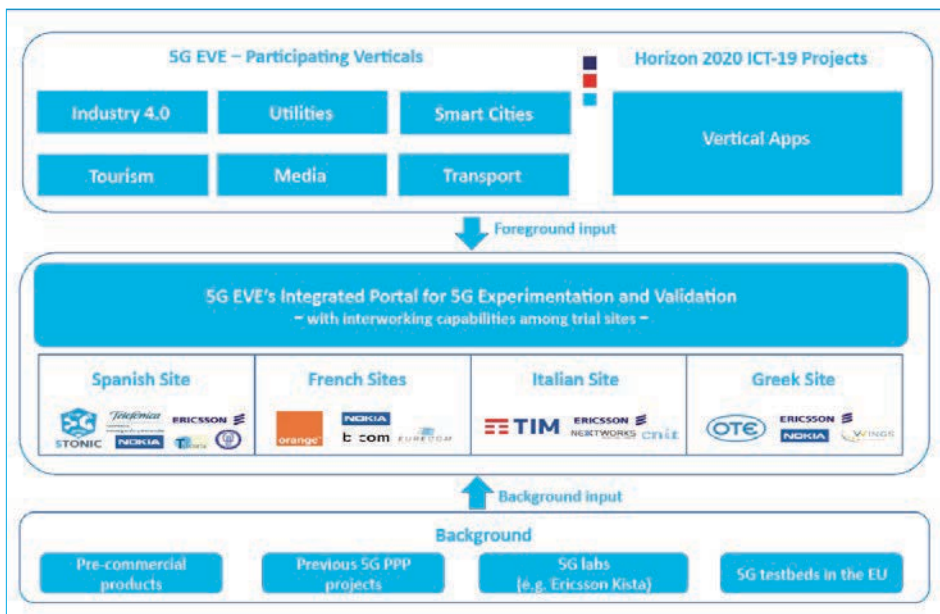 5G EVE – Participating Verticals
Horizon 2020 ICT-19 Projects
Industry 4.0
Utilities
Smart Cities
Tourism
Media
Transport
Vertical Apps
Foreground input
5G EVE's Integrated Portal for 5G Experimentation and Validation
– with interworking capabilities among trial sites –
Spanish Site
5TONIC
Telefónica
ERICSSON
NOKIA
French Sites
orange
NOKIA
b com
EURECOM
Italian Site
TIM
ERICSSON
NEXTWORKS
cnit
Greek Site
OTE
ERICSSON
NOKIA
WINGS
Background input
Background
Pre-commercial
products
Previous 5G PPP
projects
5G labs
(e.g. Ericsson Kista)
5G testbeds in the EU